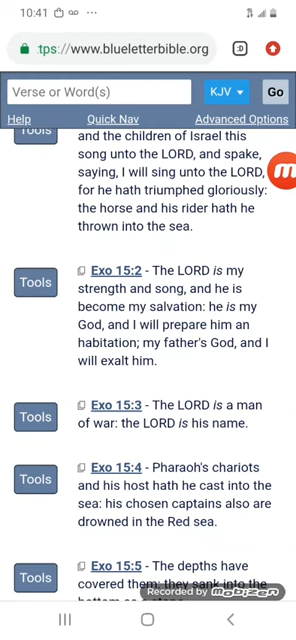 10:41
:D
:tps://www.blueletterbible.org
Verse or Word(s)
KJV
Go
Help
Quick Nav
Advanced Options
Tools
and the children of Israel this
song unto the LORD, and spake,
saying, I will sing unto the LORD,
for he hath triumphed gloriously:
the horse and his rider hath he
thrown into the sea.
Tools
Exo 15:2 - The LORD is my
strength and song, and he is
become my salvation: he is my
God, and I will prepare him an
habitation; my father's God, and I
will exalt him.
Tools
Exo 15:3 - The LORD is a man
of war: the LORD is his name.
Tools
Exo 15:4 - Pharaoh's chariots
and his host hath he cast into the
sea: his chosen captains also are
drowned in the Red sea.
Tools
Exo 15:5 - The depths have
covered them: they sank into the
bottom as a stone.
Recorded by mobizen